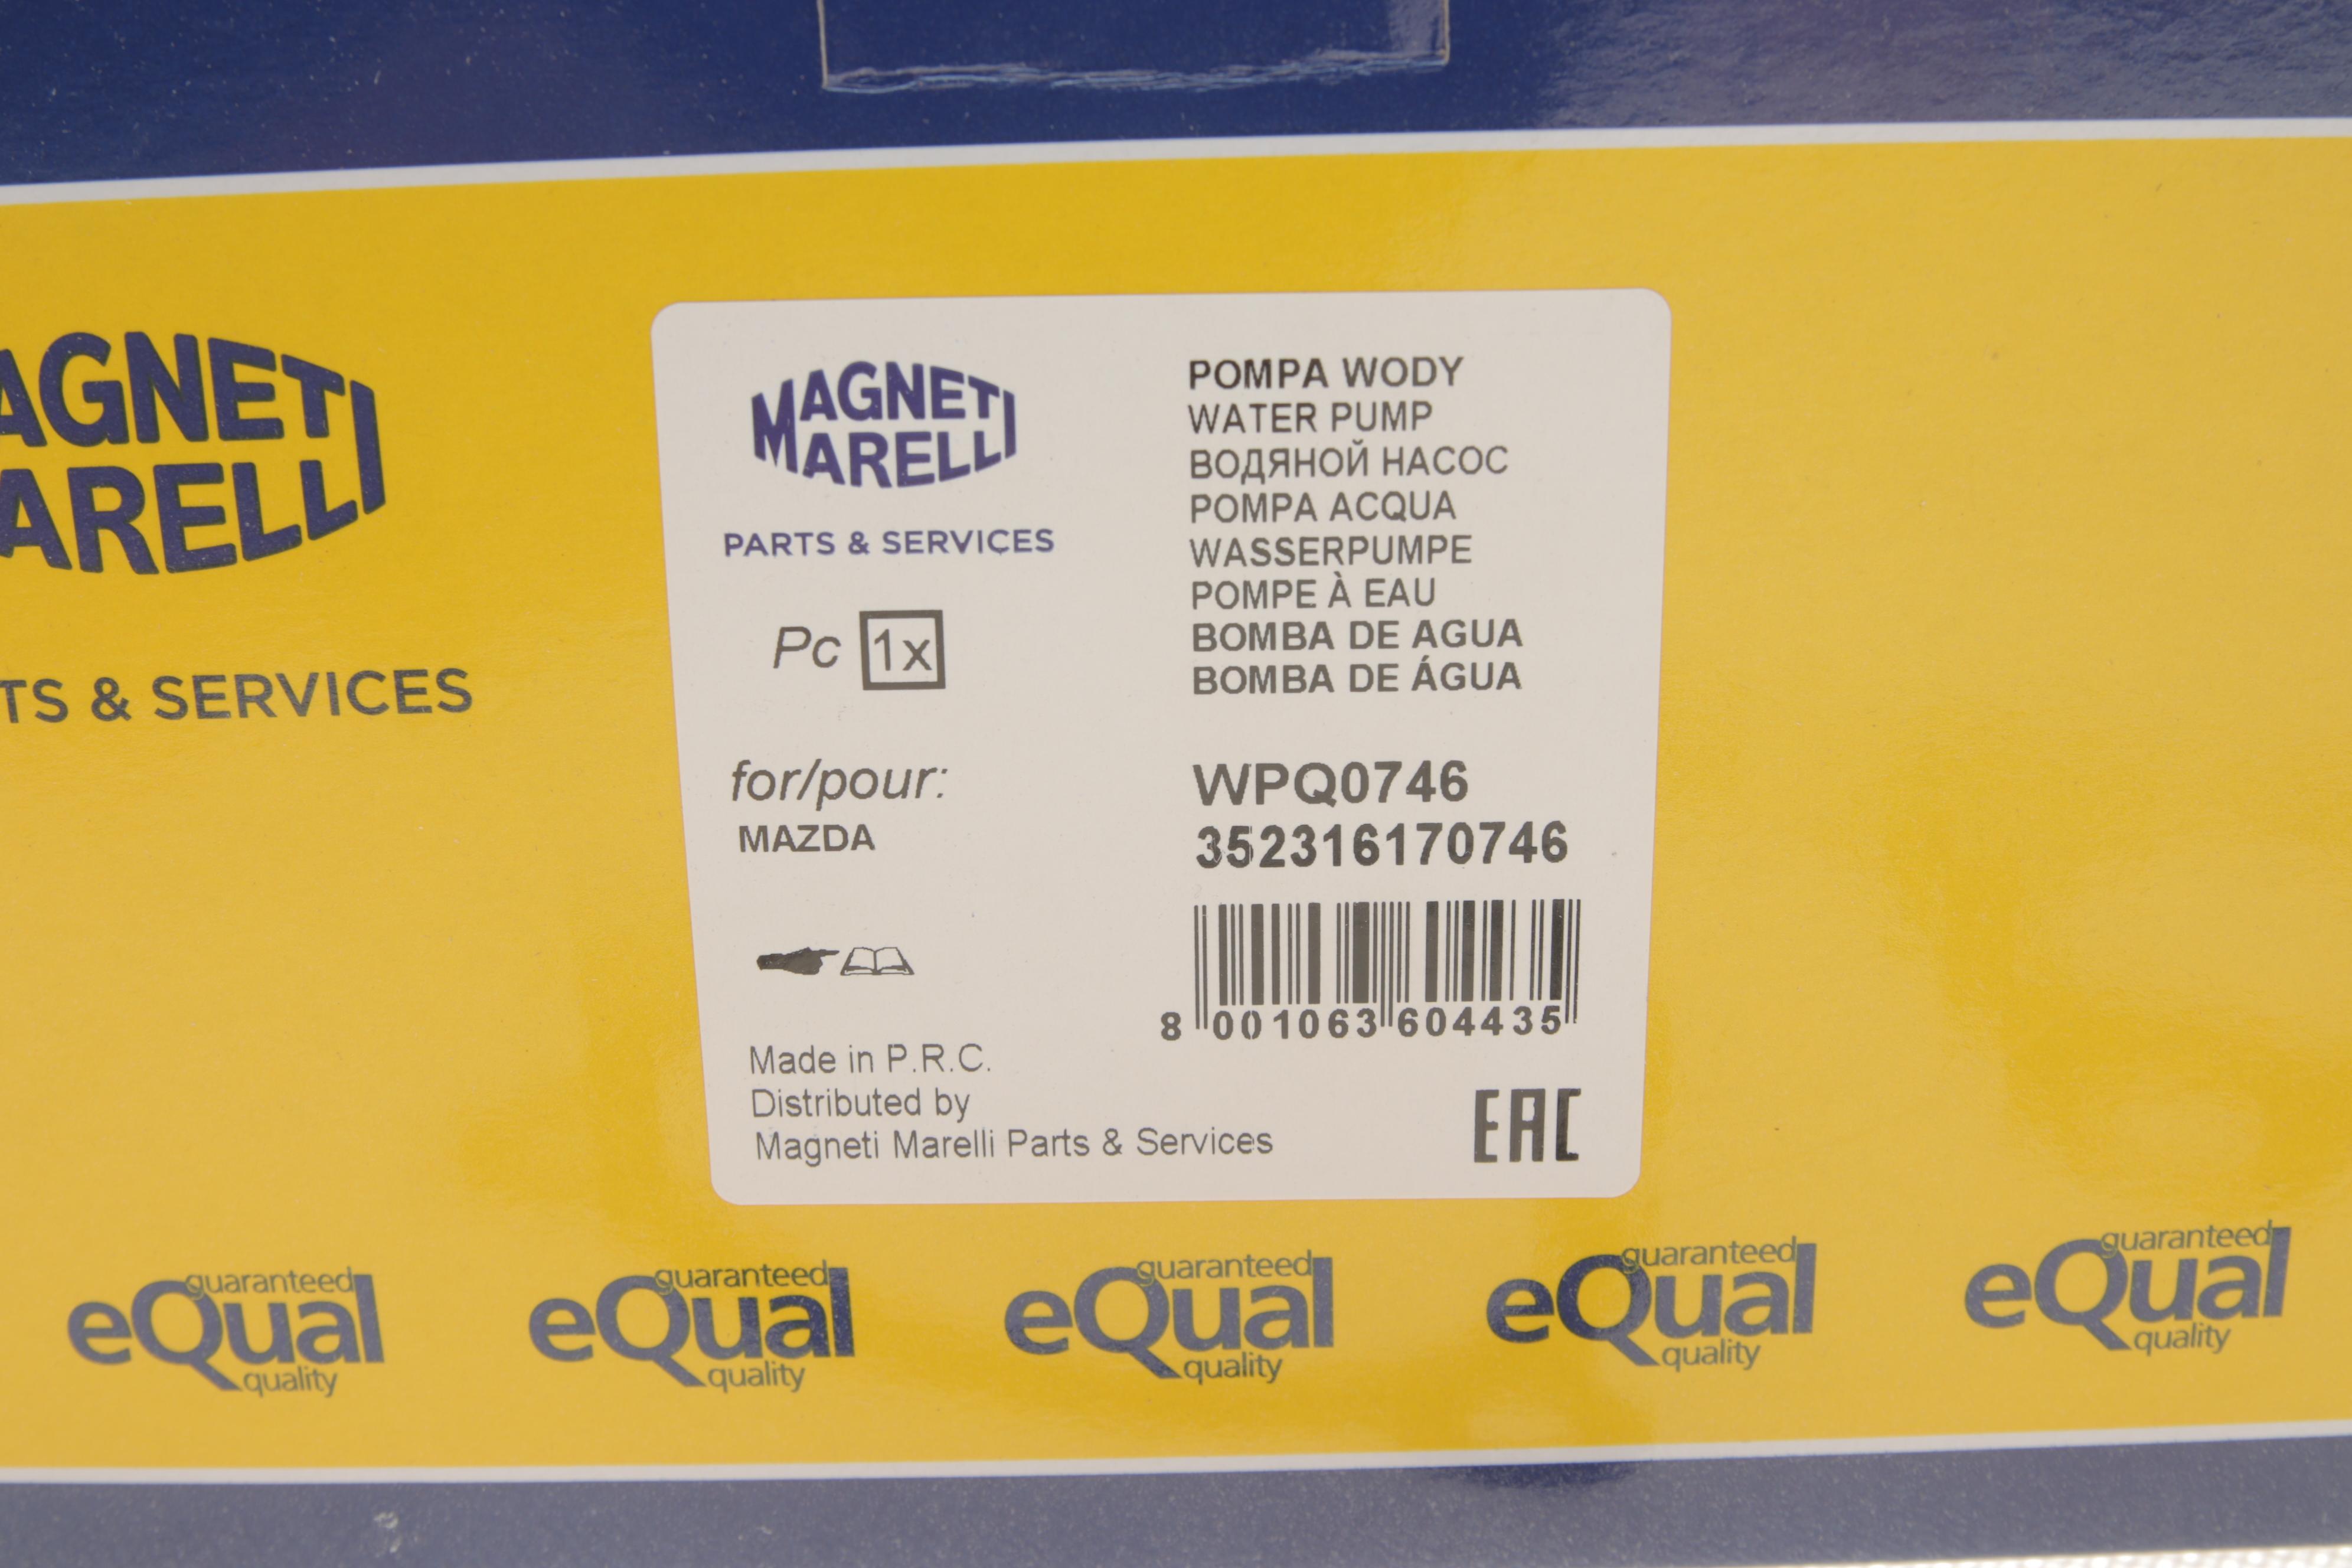 AGNETI
ARELLI
TS & SERVICES
MAGNETI
MARELLI
PARTS & SERVICES
Pc 1x
for/pour:
MAZDA
POMPA WODY
WATER PUMP
ВОДЯНОЙ НАСОС
POMPA ACQUA
WASSERPUMPE
POMPE À EAU
BOMBA DE AGUA
BOMBA DE ÁGUA
WPQ0746
352316170746
8 001063 604435
Made in P.R.C.
Distributed by
Magneti Marelli Parts & Services
EAC
guaranteed
eQual
quality
guaranteed
eQual
quality
guaranteed
eQual
quality
guaranteed
eQual
quality
guaranteed
eQual
quality